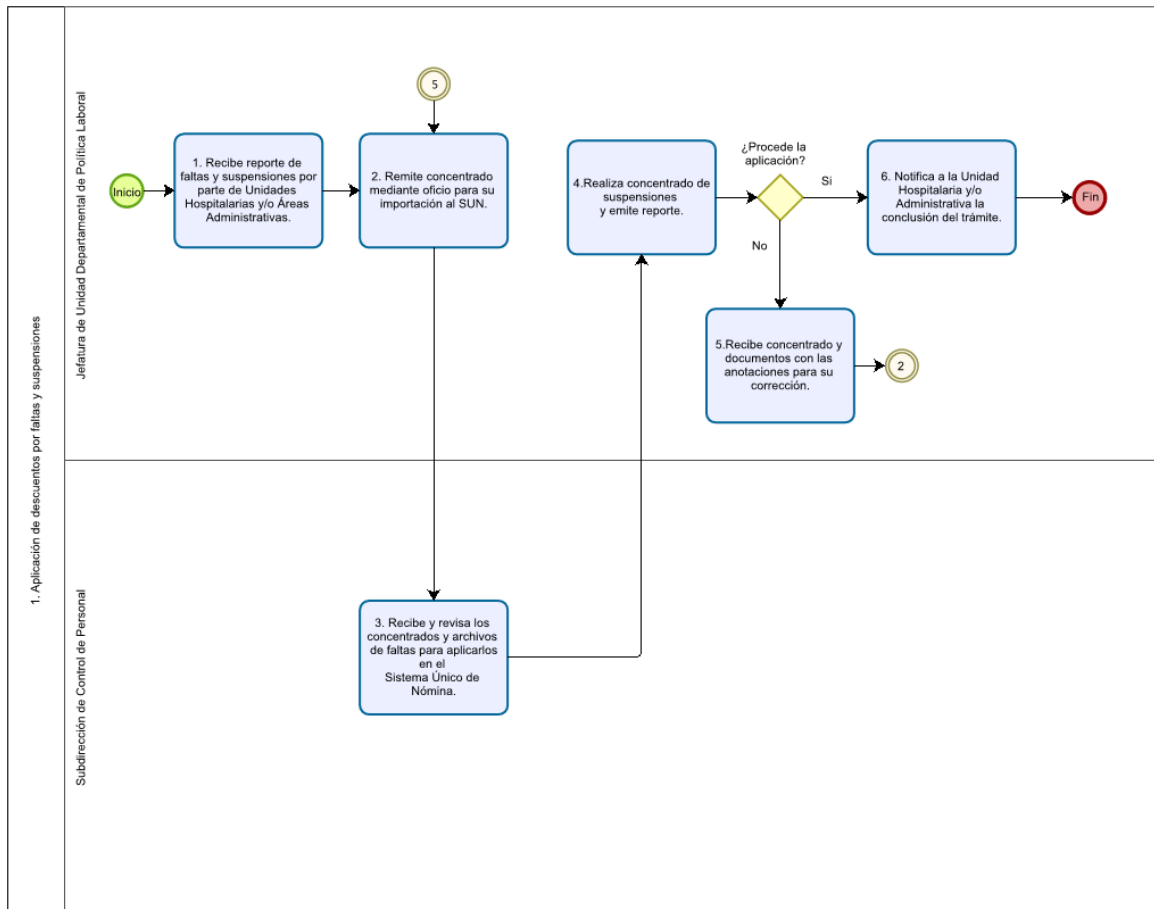 1. Aplicación de descuentos por faltas y suspensiones
Jefatura de Unidad Departamental de Política Laboral
Inicio
1. Recibe reporte de
faltas y suspensiones por
parte de Unidades
Hospitalarias y/o Áreas
Administrativas.
5
2. Remite concentrado
mediante oficio para su
importación al SUN.
4.Realiza concentrado de
suspensiones
y emite reporte.
¿Procede la
aplicación?
Si
No
6. Notifica a la Unidad
Hospitalaria y/o
Administrativa la
conclusión del trámite.
Fin
5.Recibe concentrado y
documentos con las
anotaciones para su
corrección.
2
Subdirección de Control de Personal
3. Recibe y revisa los
concentrados y archivos
de faltas para aplicarlos
en el
Sistema Único de
Nómina.